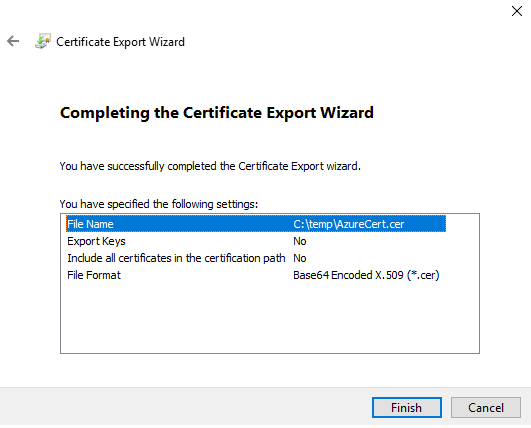 Certificate Export Wizard
Completing the Certificate Export Wizard
You have successfully completed the Certificate Export wizard.
You have specified the following settings:
File Name C:\temp\AzureCert.cer
Export Keys No
Include all certificates in the certification path No
File Format Base64 Encoded X.509 (*.cer)
Finish Cancel